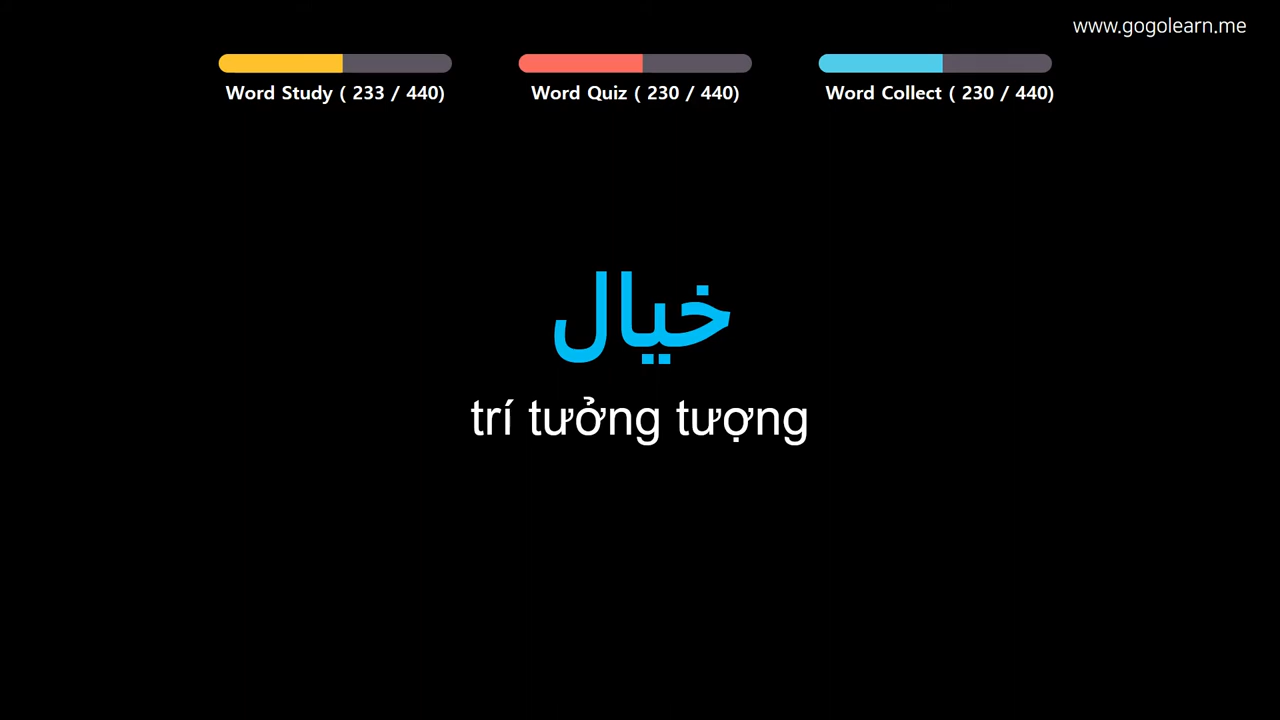 www.gogolearn.me
Word Study ( 233 / 440)
Word Quiz ( 230 / 440)
Word Collect ( 230 / 440)
خيال
trí tưởng tượng